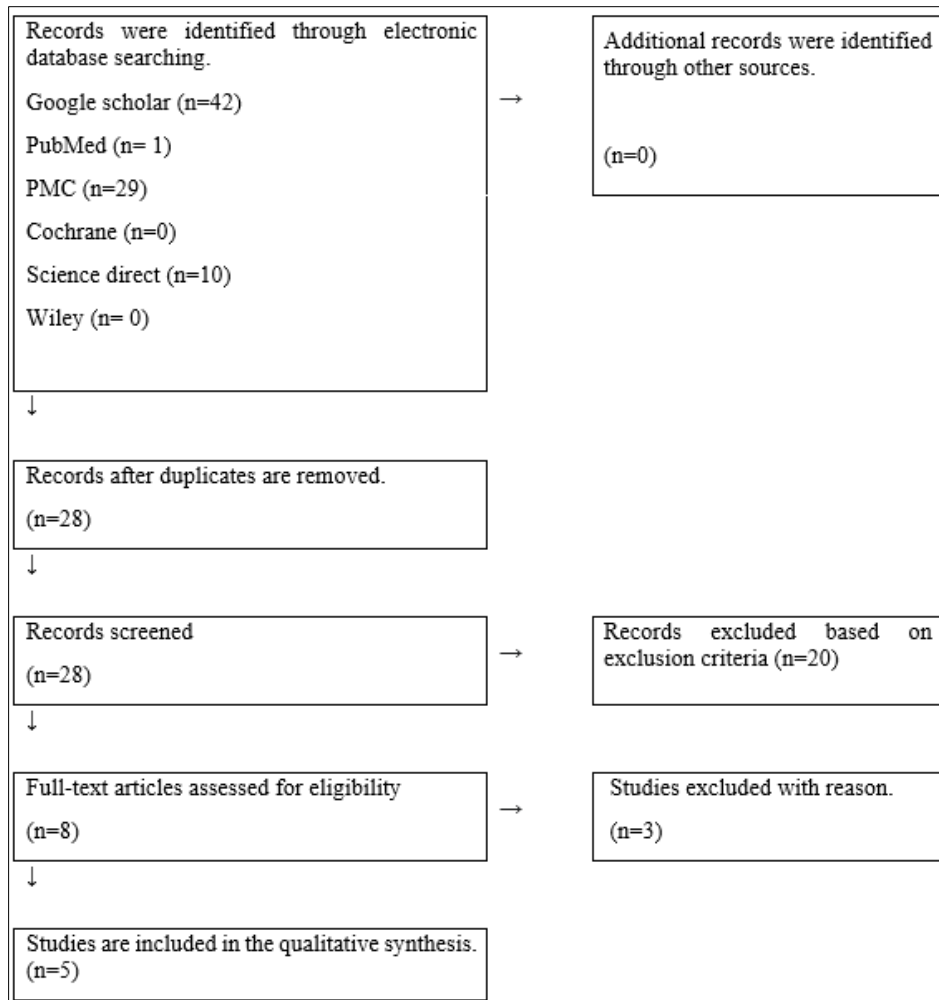 Records were identified through electronic
database searching.
Google scholar (n=42)
PubMed (n= 1)
PMC (n=29)
Cochrane (n=0)
Science direct (n=10)
Wiley (n= 0)
→
Additional records were identified
through other sources.
(n=0)
↓
Records after duplicates are removed.
(n=28)
↓
Records screened
(n=28)
→
Records excluded based on
exclusion criteria (n=20)
↓
Full-text articles assessed for eligibility
(n=8)
→
Studies excluded with reason.
(n=3)
↓
Studies are included in the qualitative synthesis.
(n=5)